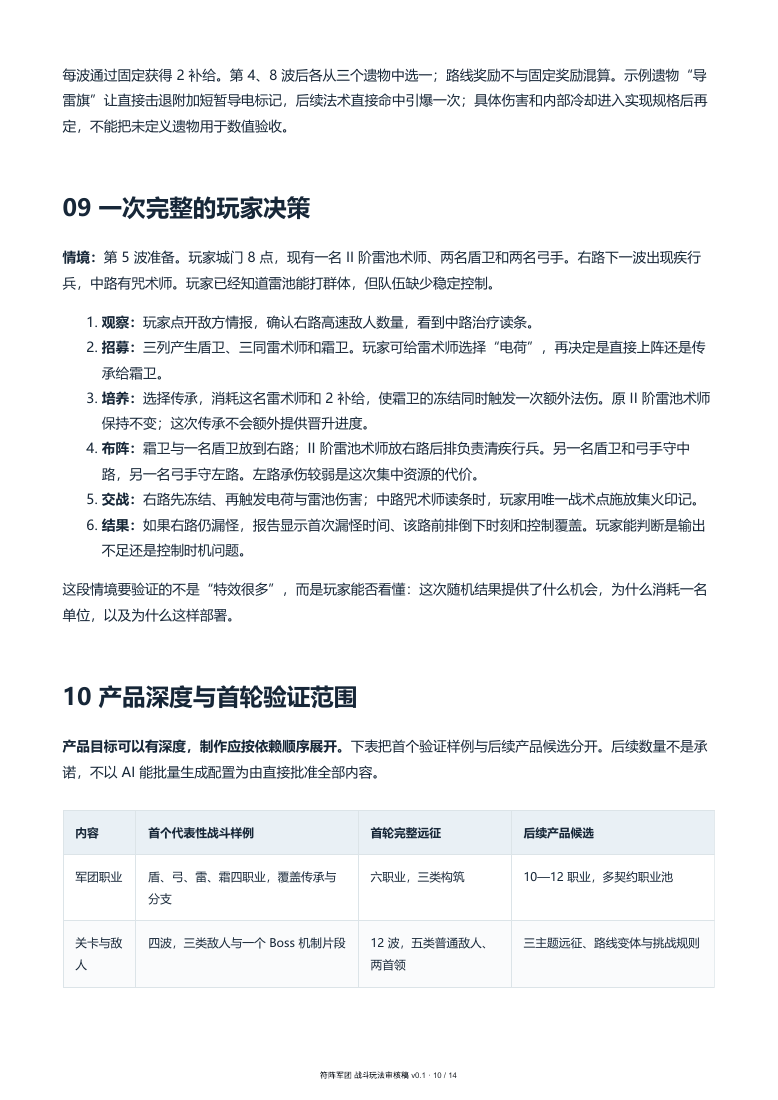 每波通过固定获得 2 补给。第 4、8 波后各从三个遗物中选一；路线奖励不与固定奖励混算。示例遗物“导
雷旗”让直接击退附加短暂导电标记，后续法术直接命中引爆一次；具体伤害和内部冷却进入实现规格后再
定，不能把未定义遗物用于数值验收。
09 一次完整的玩家决策
情境：第 5 波准备。玩家城门 8 点，现有一名 II 阶雷池术师、两名盾卫和两名弓手。右路下一波出现疾行
兵，中路有咒术师。玩家已经知道雷池能打群体，但队伍缺少稳定控制。
1. 观察：玩家点开敌方情报，确认右路高速敌人数量，看到中路治疗读条。
2. 招募：三列产生盾卫、三同雷术师和霜卫。玩家可给雷术师选择“电荷”，再决定是直接上阵还是传
承给霜卫。
3. 培养：选择传承，消耗这名雷术师和 2 补给，使霜卫的冻结同时触发一次额外法伤。原 II 阶雷池术师
保持不变；这次传承不会额外提供晋升进度。
4. 布阵：霜卫与一名盾卫放到右路；II 阶雷池术师放右路后排负责清疾行兵。另一名盾卫和弓手守中
路，另一名弓手守左路。左路承伤较弱是这次集中资源的代价。
5. 交战：右路先冻结、再触发电荷与雷池伤害；中路咒术师读条时，玩家用唯一战术点施放集火印记。
6. 结果：如果右路仍漏怪，报告显示首次漏怪时间、该路前排倒下时刻和控制覆盖。玩家能判断是输出
不足还是控制时机问题。
这段情境要验证的不是“特效很多”，而是玩家能否看懂：这次随机结果提供了什么机会，为什么消耗一名
单位，以及为什么这样部署。
10 产品深度与首轮验证范围
产品目标可以有深度，制作应按依赖顺序展开。下表把首个验证样例与后续产品候选分开。后续数量不是承
诺，不以 AI 能批量生成配置为由直接批准全部内容。
内容 首个代表性战斗样例 首轮完整远征 后续产品候选
军团职业 盾、弓、雷、霜四职业，覆盖传承与 六职业，三类构筑 10—12 职业，多契约职业池
分支
关卡与敌 四波，三类敌人与一个 Boss 机制片段 12 波，五类普通敌人、 三主题远征、路线变体与挑战规则
人 两首领
符阵军团 战斗玩法审核稿 v0.1 · 10 / 14